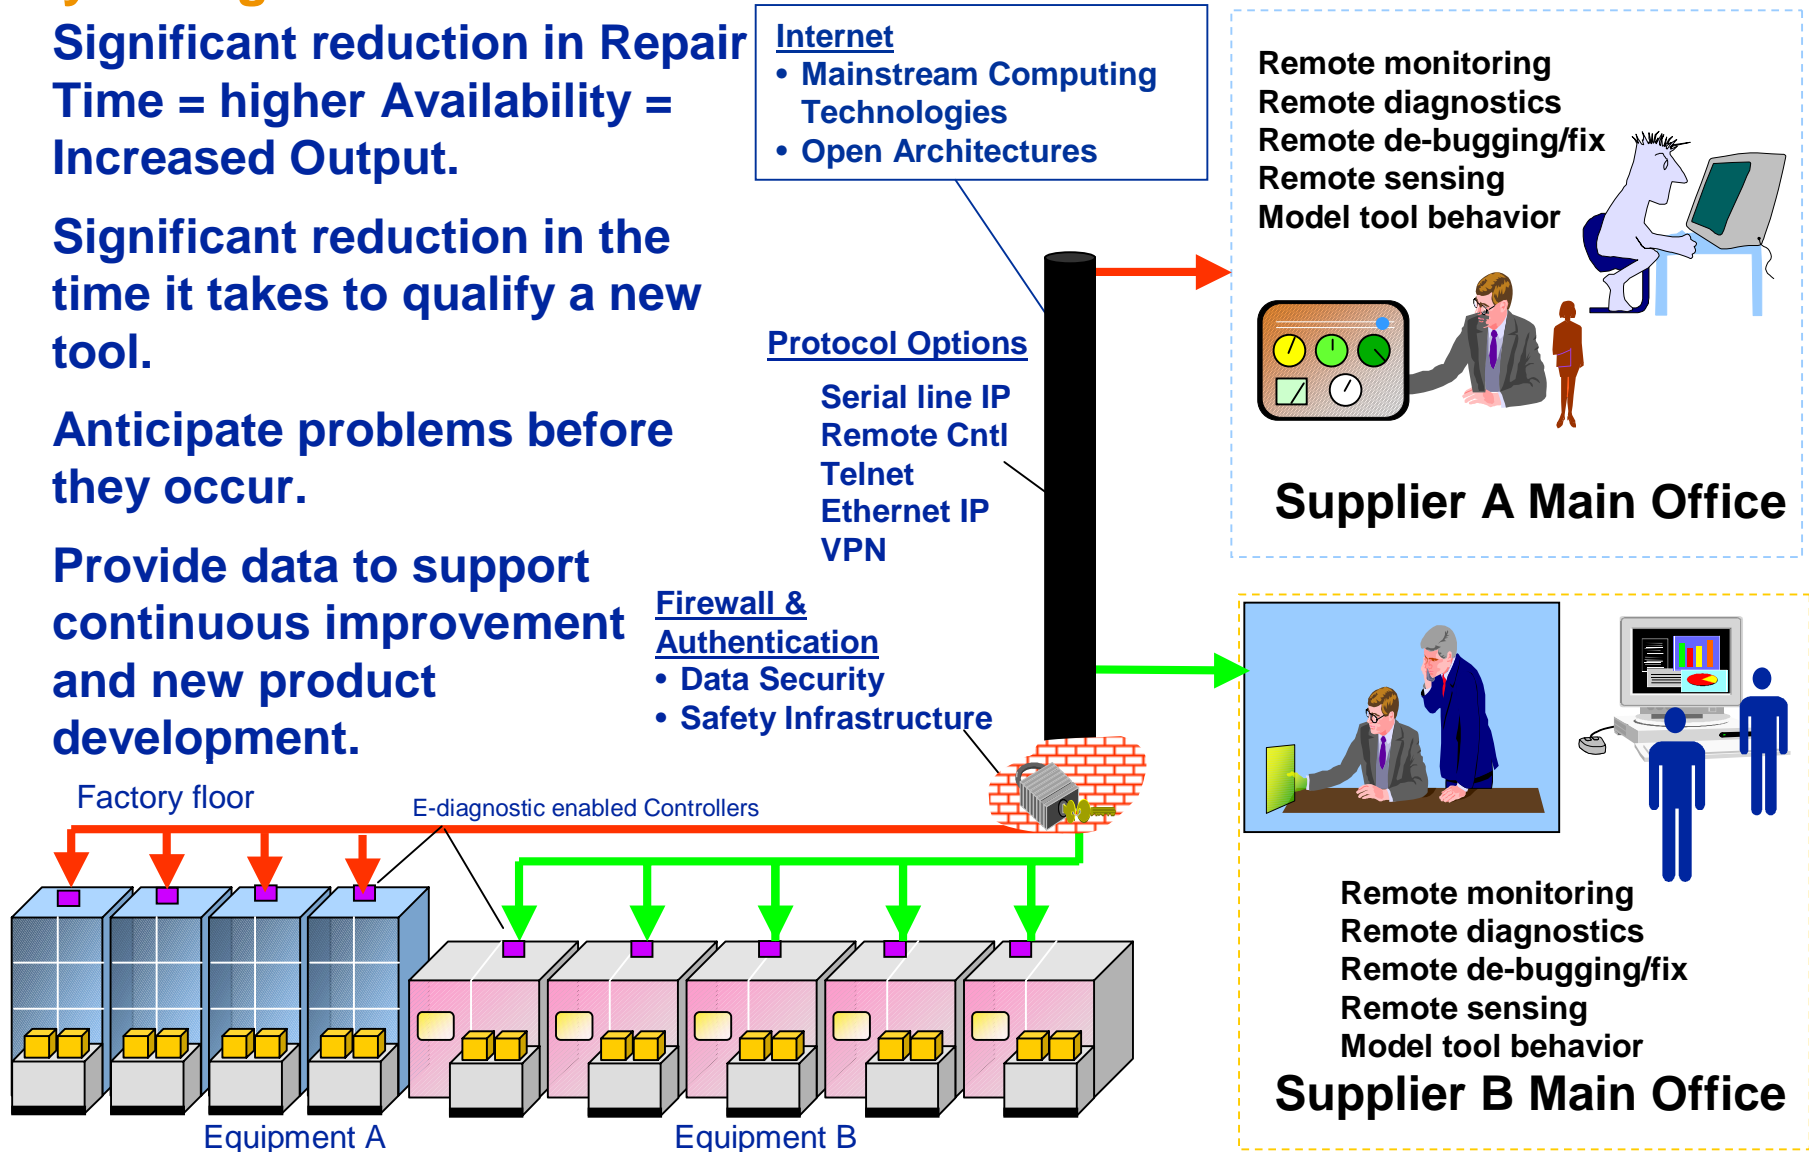 Significant reduction in Repair
Time = higher Availability =
Increased Output.
Significant reduction in the
time it takes to qualify a new
tool.
Anticipate problems before
they occur.
Provide data to support
continuous improvement
and new product
development.
Internet
• Mainstream Computing
Technologies
• Open Architectures
Protocol Options
Serial line IP
Remote Cntl
Telnet
Ethernet IP
VPN
Firewall &
Authentication
• Data Security
• Safety Infrastructure
Factory floor
E-diagnostic enabled Controllers
Equipment A
Equipment B
Remote monitoring
Remote diagnostics
Remote de-bugging/fix
Remote sensing
Model tool behavior
Supplier A Main Office
Remote monitoring
Remote diagnostics
Remote de-bugging/fix
Remote sensing
Model tool behavior
Supplier B Main Office